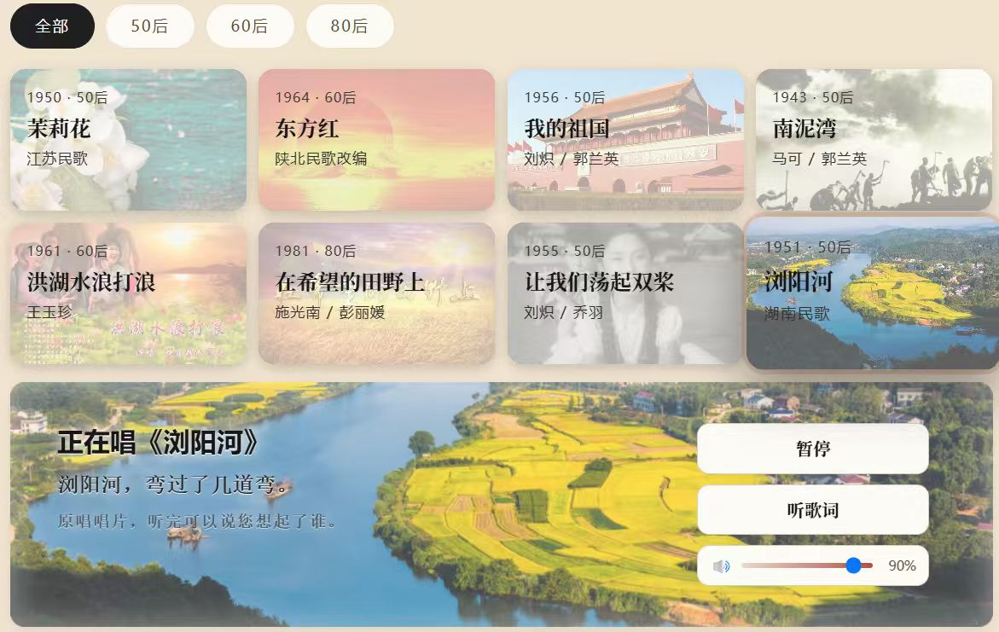 全部
50后
60后
80后
1950 · 50后
茉莉花
江苏民歌
1964 · 60后
东方红
陕北民歌改编
1956 · 50后
我的祖国
刘炽 / 郭兰英
1943 · 50后
南泥湾
马可 / 郭兰英
1961 · 60后
洪湖水浪打浪
王玉珍
洪湖水浪打浪
1981 · 80后
在希望的田野上
施光南 / 彭丽媛
1955 · 50后
让我们荡起双桨
刘炽 / 乔羽
1951 · 50后
浏阳河
湖南民歌
正在唱《浏阳河》
浏阳河，弯过了几道弯。
原唱唱片，听完可以说您想起了谁。
暂停
听歌词
90%